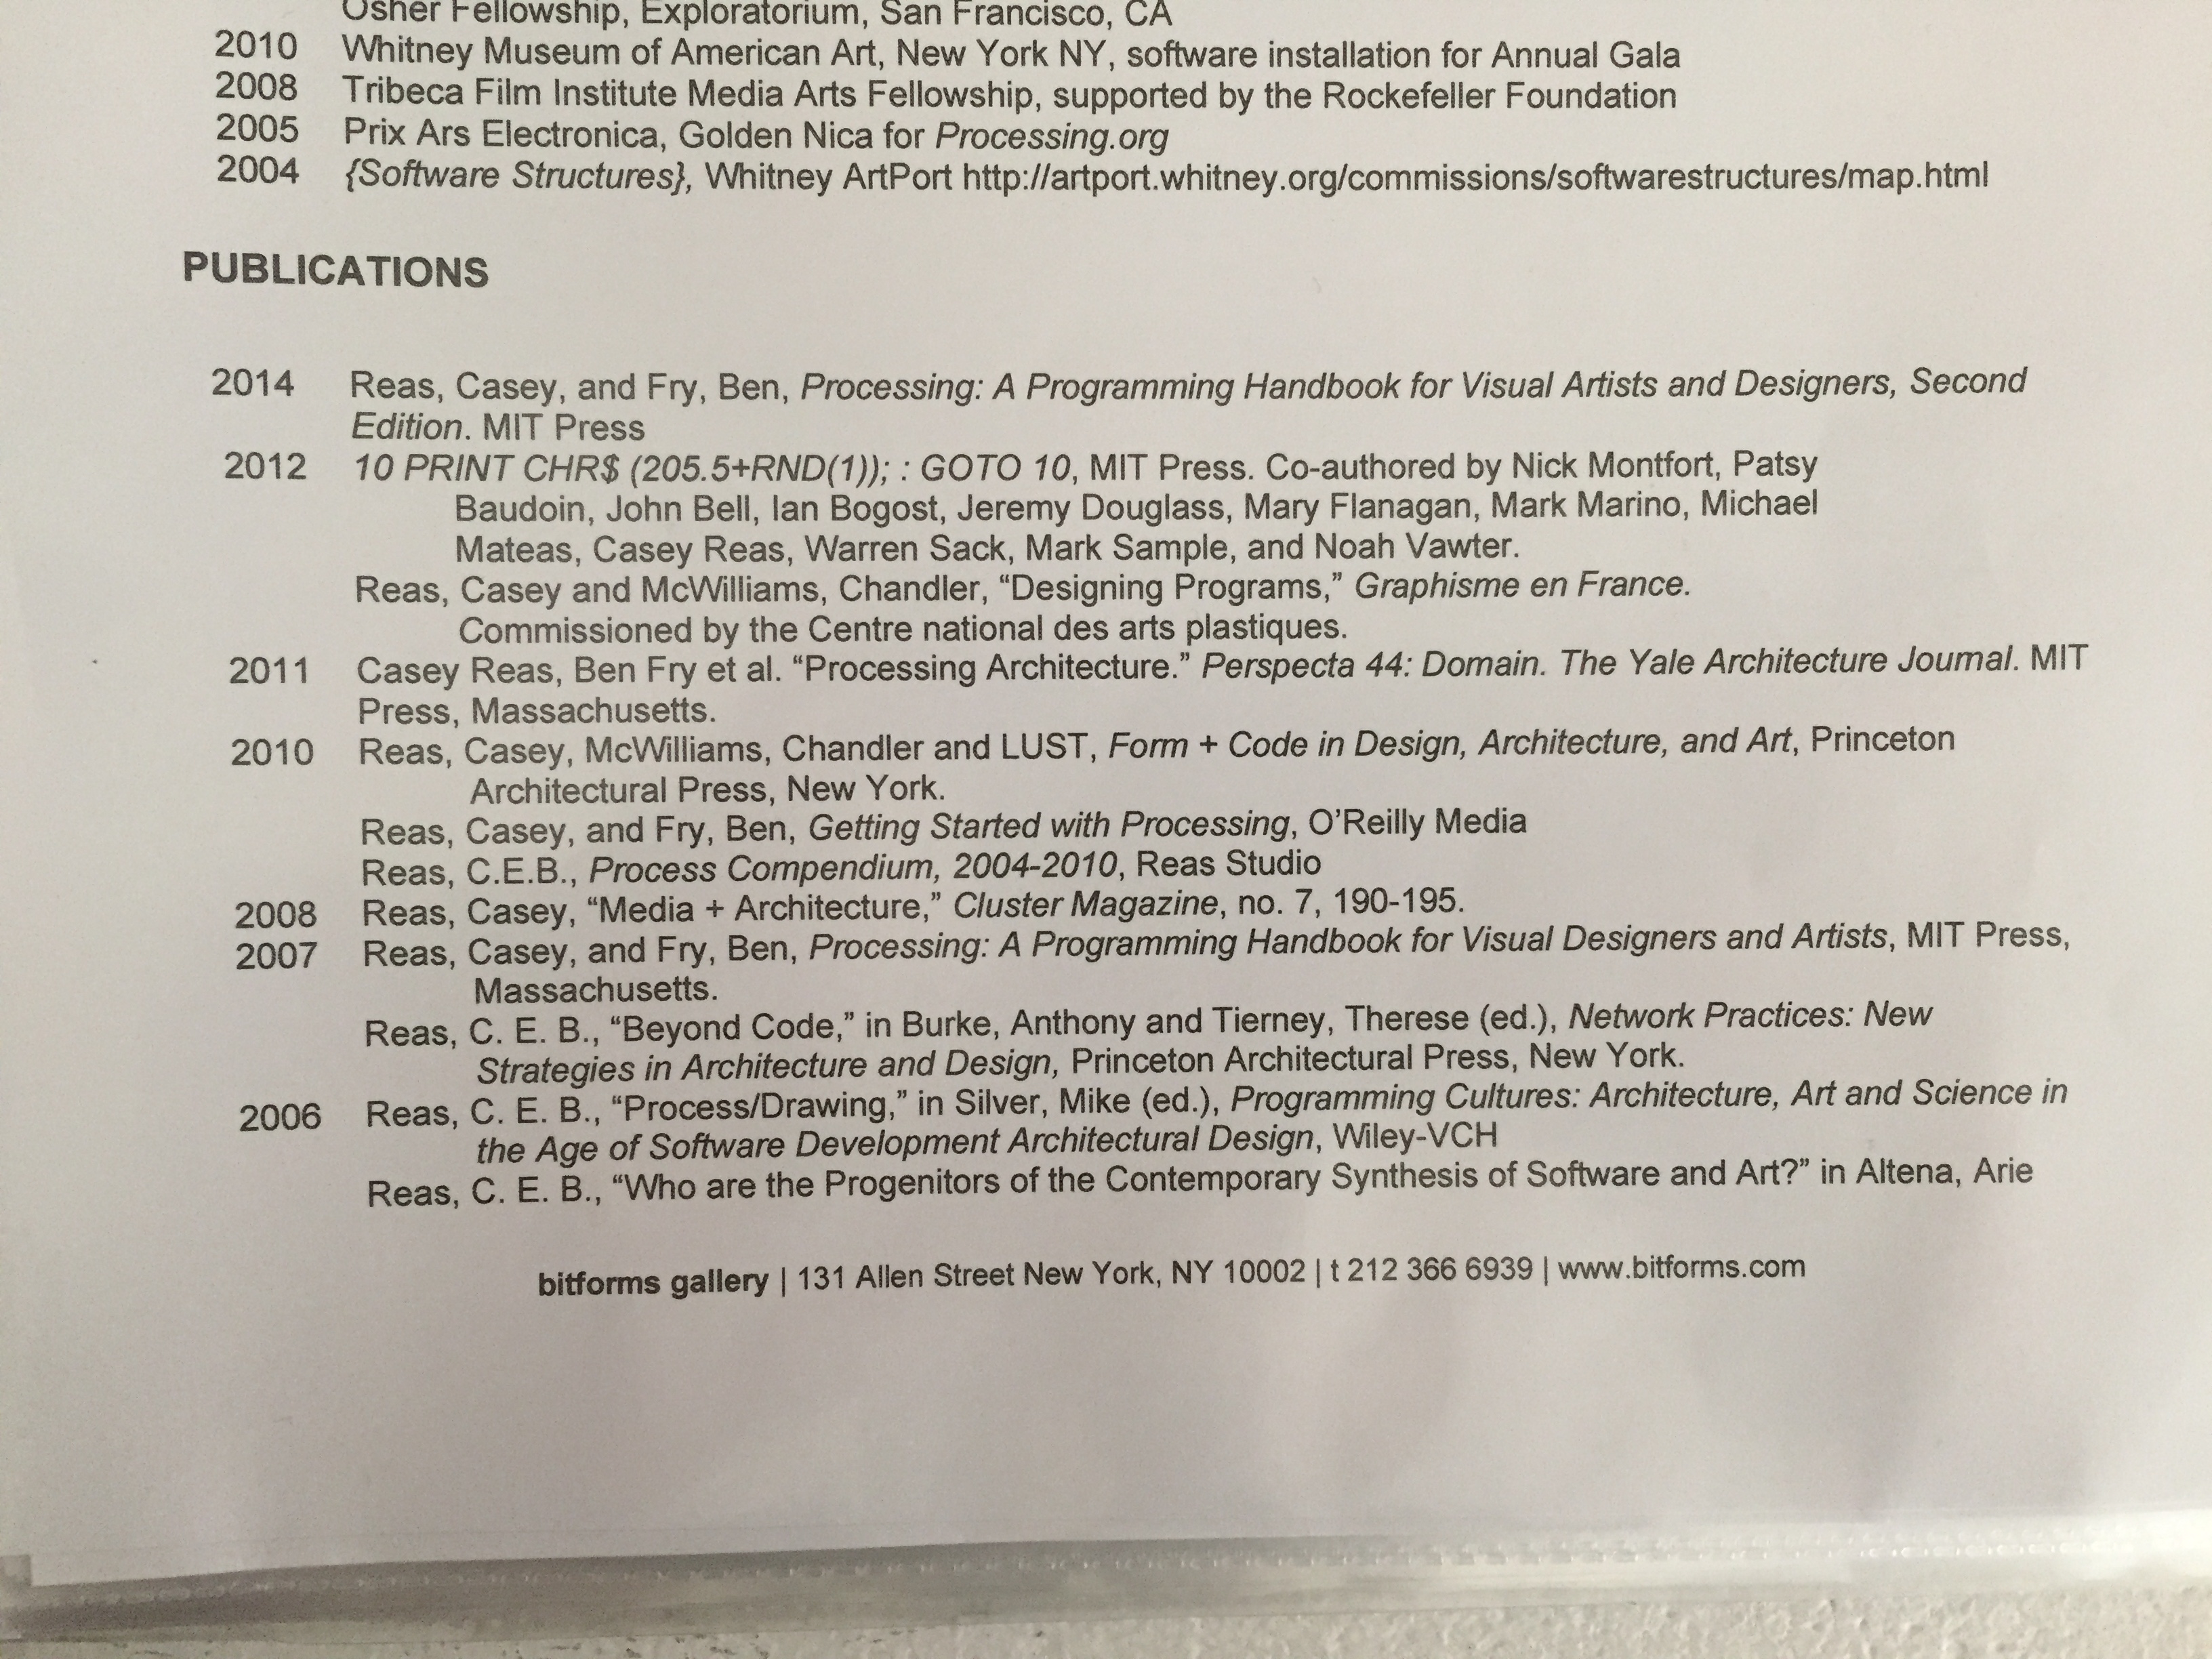 Osher Fellowship, Exploratorium, San Francisco, CA
2010 Whitney Museum of American Art, New York NY, software installation for Annual Gala
2008 Tribeca Film Institute Media Arts Fellowship, supported by the Rockefeller Foundation
2005 Prix Ars Electronica, Golden Nica for Processing.org
2004 {Software Structures}, Whitney ArtPort http://artport.whitney.org/commissions/softwarestructures/map.html
PUBLICATIONS
2014 Reas, Casey, and Fry, Ben, Processing: A Programming Handbook for Visual Artists and Designers, Second
Edition. MIT Press
2012 10 PRINT CHR$ (205.5+RND(1)); : GOTO 10, MIT Press. Co-authored by Nick Montfort, Patsy
Baudoin, John Bell, Ian Bogost, Jeremy Douglass, Mary Flanagan, Mark Marino, Michael
Mateas, Casey Reas, Warren Sack, Mark Sample, and Noah Vawter.
Reas, Casey and McWilliams, Chandler, “Designing Programs,” Graphisme en France.
Commissioned by the Centre national des arts plastiques.
2011 Casey Reas, Ben Fry et al. “Processing Architecture.” Perspecta 44: Domain. The Yale Architecture Journal. MIT
Press, Massachusetts.
2010 Reas, Casey, McWilliams, Chandler and LUST, Form + Code in Design, Architecture, and Art, Princeton
Architectural Press, New York.
Reas, Casey, and Fry, Ben, Getting Started with Processing, O’Reilly Media
Reas, C.E.B., Process Compendium, 2004-2010, Reas Studio
2008 Reas, Casey, “Media + Architecture,” Cluster Magazine, no. 7, 190-195.
2007 Reas, Casey, and Fry, Ben, Processing: A Programming Handbook for Visual Designers and Artists, MIT Press,
Massachusetts.
Reas, C. E. B., “Beyond Code,” in Burke, Anthony and Tierney, Therese (ed.), Network Practices: New
Strategies in Architecture and Design, Princeton Architectural Press, New York.
2006 Reas, C. E. B., “Process/Drawing,” in Silver, Mike (ed.), Programming Cultures: Architecture, Art and Science in
the Age of Software Development Architectural Design, Wiley-VCH
Reas, C. E. B., “Who are the Progenitors of the Contemporary Synthesis of Software and Art?” in Altena, Arie
bitforms gallery | 131 Allen Street New York, NY 10002 | t 212 366 6939 | www.bitforms.com